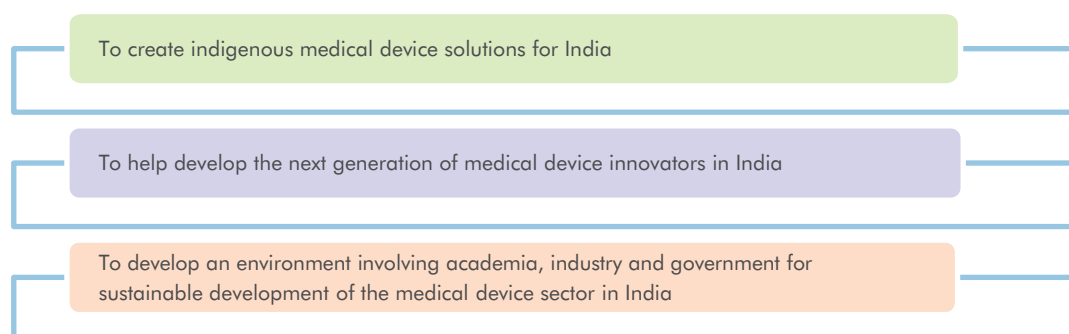 To create indigenous medical device solutions for India
To help develop the next generation of medical device innovators in India
To develop an environment involving academia, industry and government for
sustainable development of the medical device sector in India